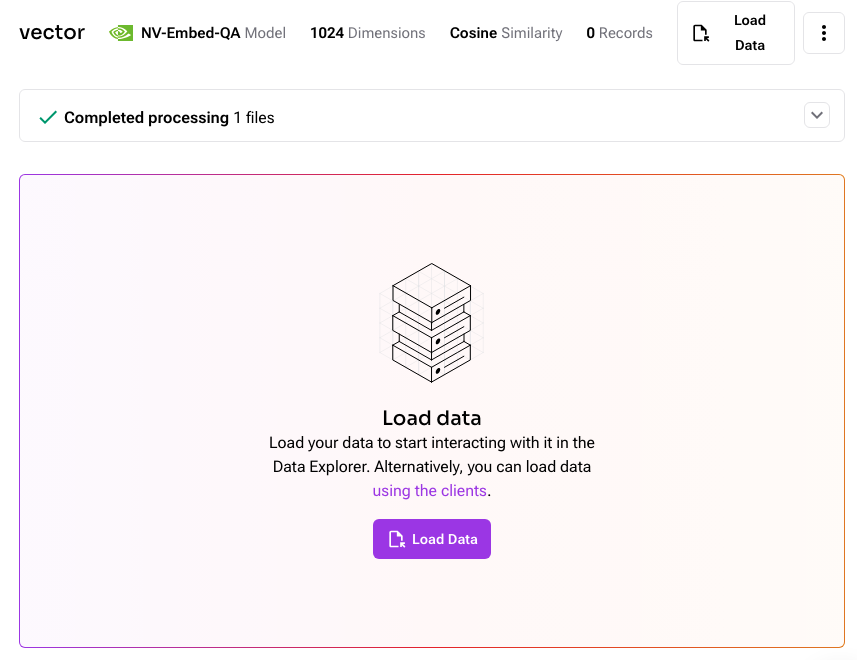 vector
NV-Embed-QA Model
1024 Dimensions
Cosine Similarity
0 Records
Load
Data
Completed processing 1 files
Load data
Load your data to start interacting with it in the
Data Explorer. Alternatively, you can load data
using the clients.
Load Data